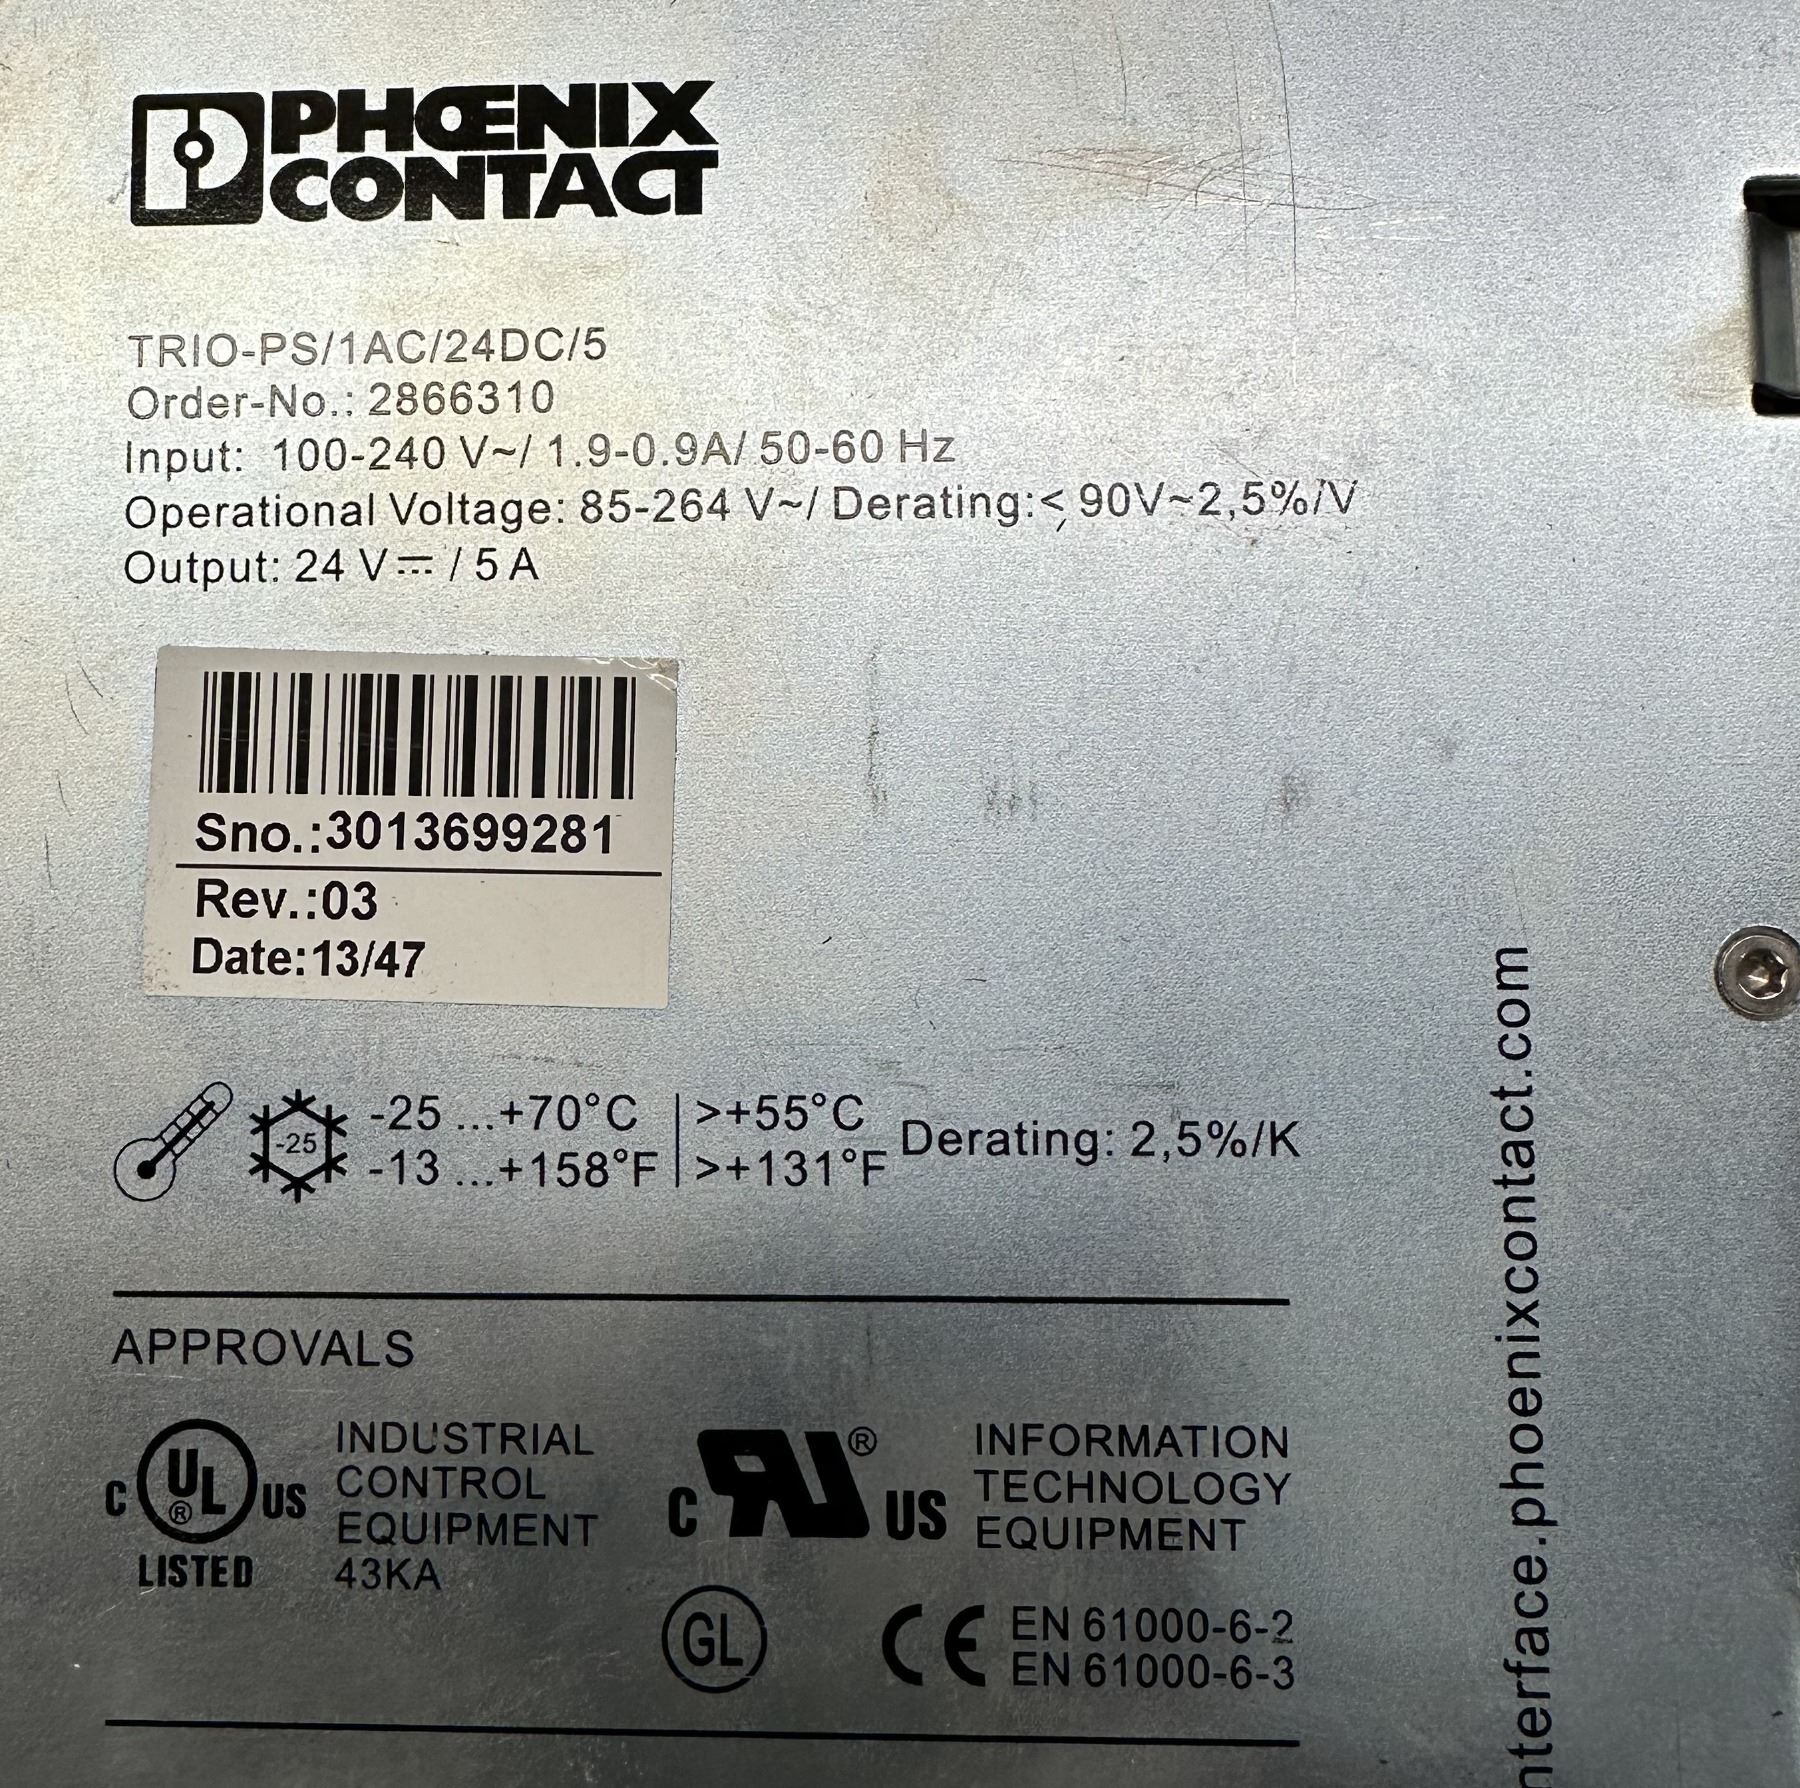 PHŒNIX
CONTACT
TRIO-PS/1AC/24DC/5
Order-No.: 2866310
Input: 100-240 V~/ 1.9-0.9A/ 50-60 Hz
Operational Voltage: 85-264 V~/ Derating:< 90V~2,5%/V
Output: 24 V⎓ / 5 A
Sno.:3013699281
Rev.:03
Date:13/47
-25
-25 ...+70°C >+55°C
-13 ...+158°F >+131°F
Derating: 2,5%/K
APPROVALS
C UL ® US
LISTED
INDUSTRIAL
CONTROL
EQUIPMENT
43KA
C RU ® US
INFORMATION
TECHNOLOGY
EQUIPMENT
GL
CE
EN 61000-6-2
EN 61000-6-3
nterface.phoenixcontact.com